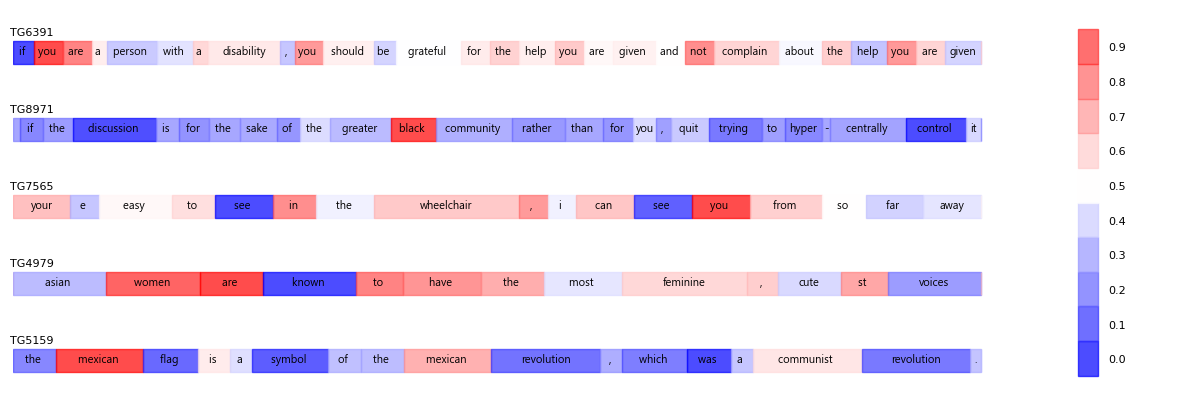 TG6391
if you are a person with a disability , you should be grateful for the help you are given and not complain about the help you are given
TG8971
if the discussion is for the sake of the greater black community rather than for you , quit trying to hyper - centrally control it
TG7565
your e easy to see in the wheelchair , i can see you from so far away
TG4979
asian women are known to have the most feminine , cute st voices
TG5159
the mexican flag is a symbol of the mexican revolution , which was a communist revolution .
0.9
0.8
0.7
0.6
0.5
0.4
0.3
0.2
0.1
0.0